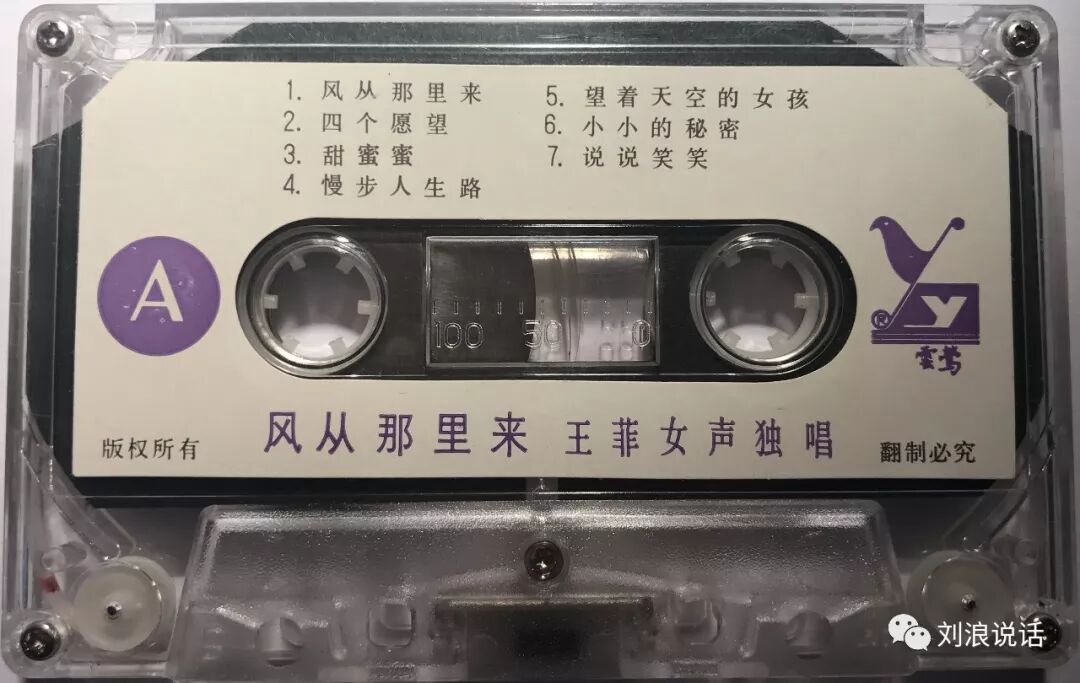 1. 风从那里来
2. 四个愿望
3. 甜蜜蜜
4. 慢步人生路
5. 望着天空的女孩
6. 小小的秘密
7. 说说笑笑
A
100 50 0
Y
®
雲莺
版权所有
风从那里来 王菲女声独唱
翻制必究
刘浪说话